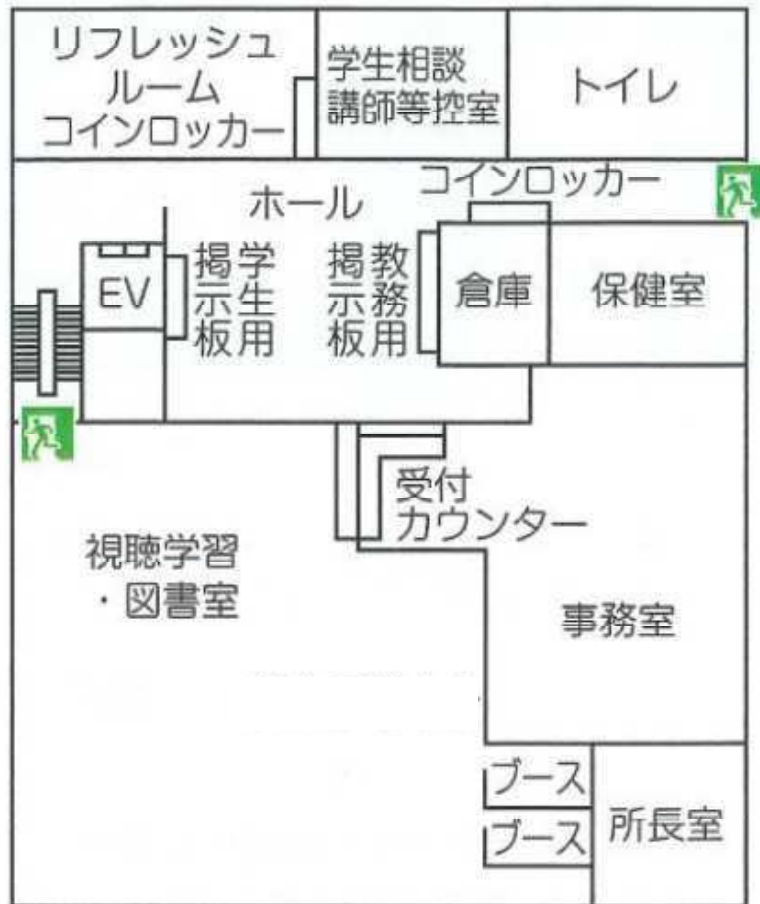 リフレッシュ
ルーム
コインロッカー
学生相談
講師等控室
トイレ
コインロッカー
ホール
EV
学生用
掲示板
教務用
掲示板
倉庫
保健室
受付
カウンター
視聴学習
・図書室
事務室
ブース
ブース
所長室